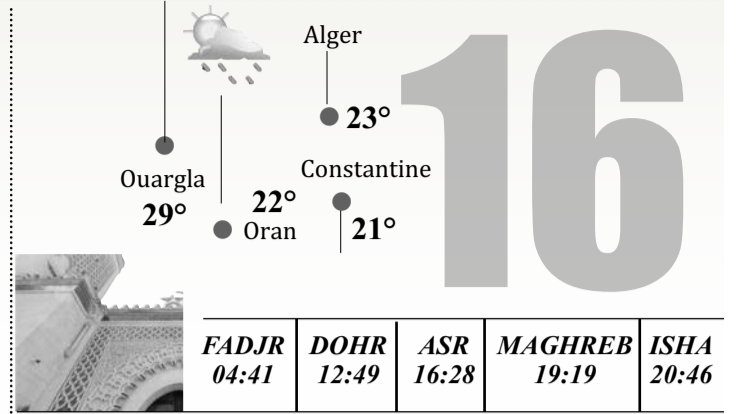 Alger
23°
16
Ouargla
29°
Constantine
21°
22°
Oran
FADJR DOHR ASR MAGHREB ISHA
04:41 12:49 16:28 19:19 20:46